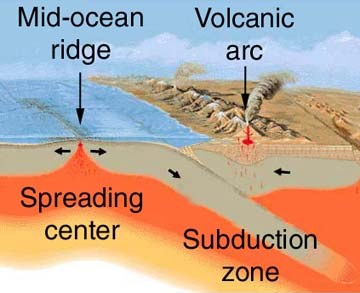 Mid-ocean
ridge
Volcanic
arc
Spreading
center
Subduction
zone